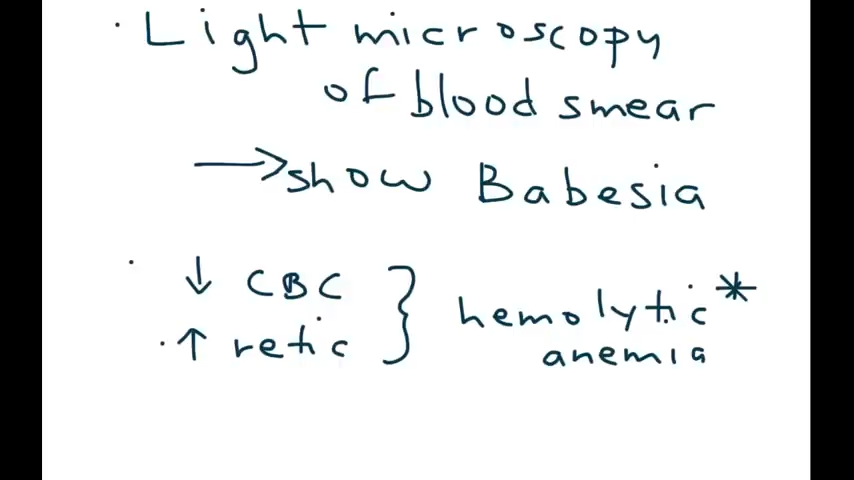 · Light microscopy
of blood smear
→ show Babesia
· ↓ CBC } hemolytic*
· ↑ retic anemia